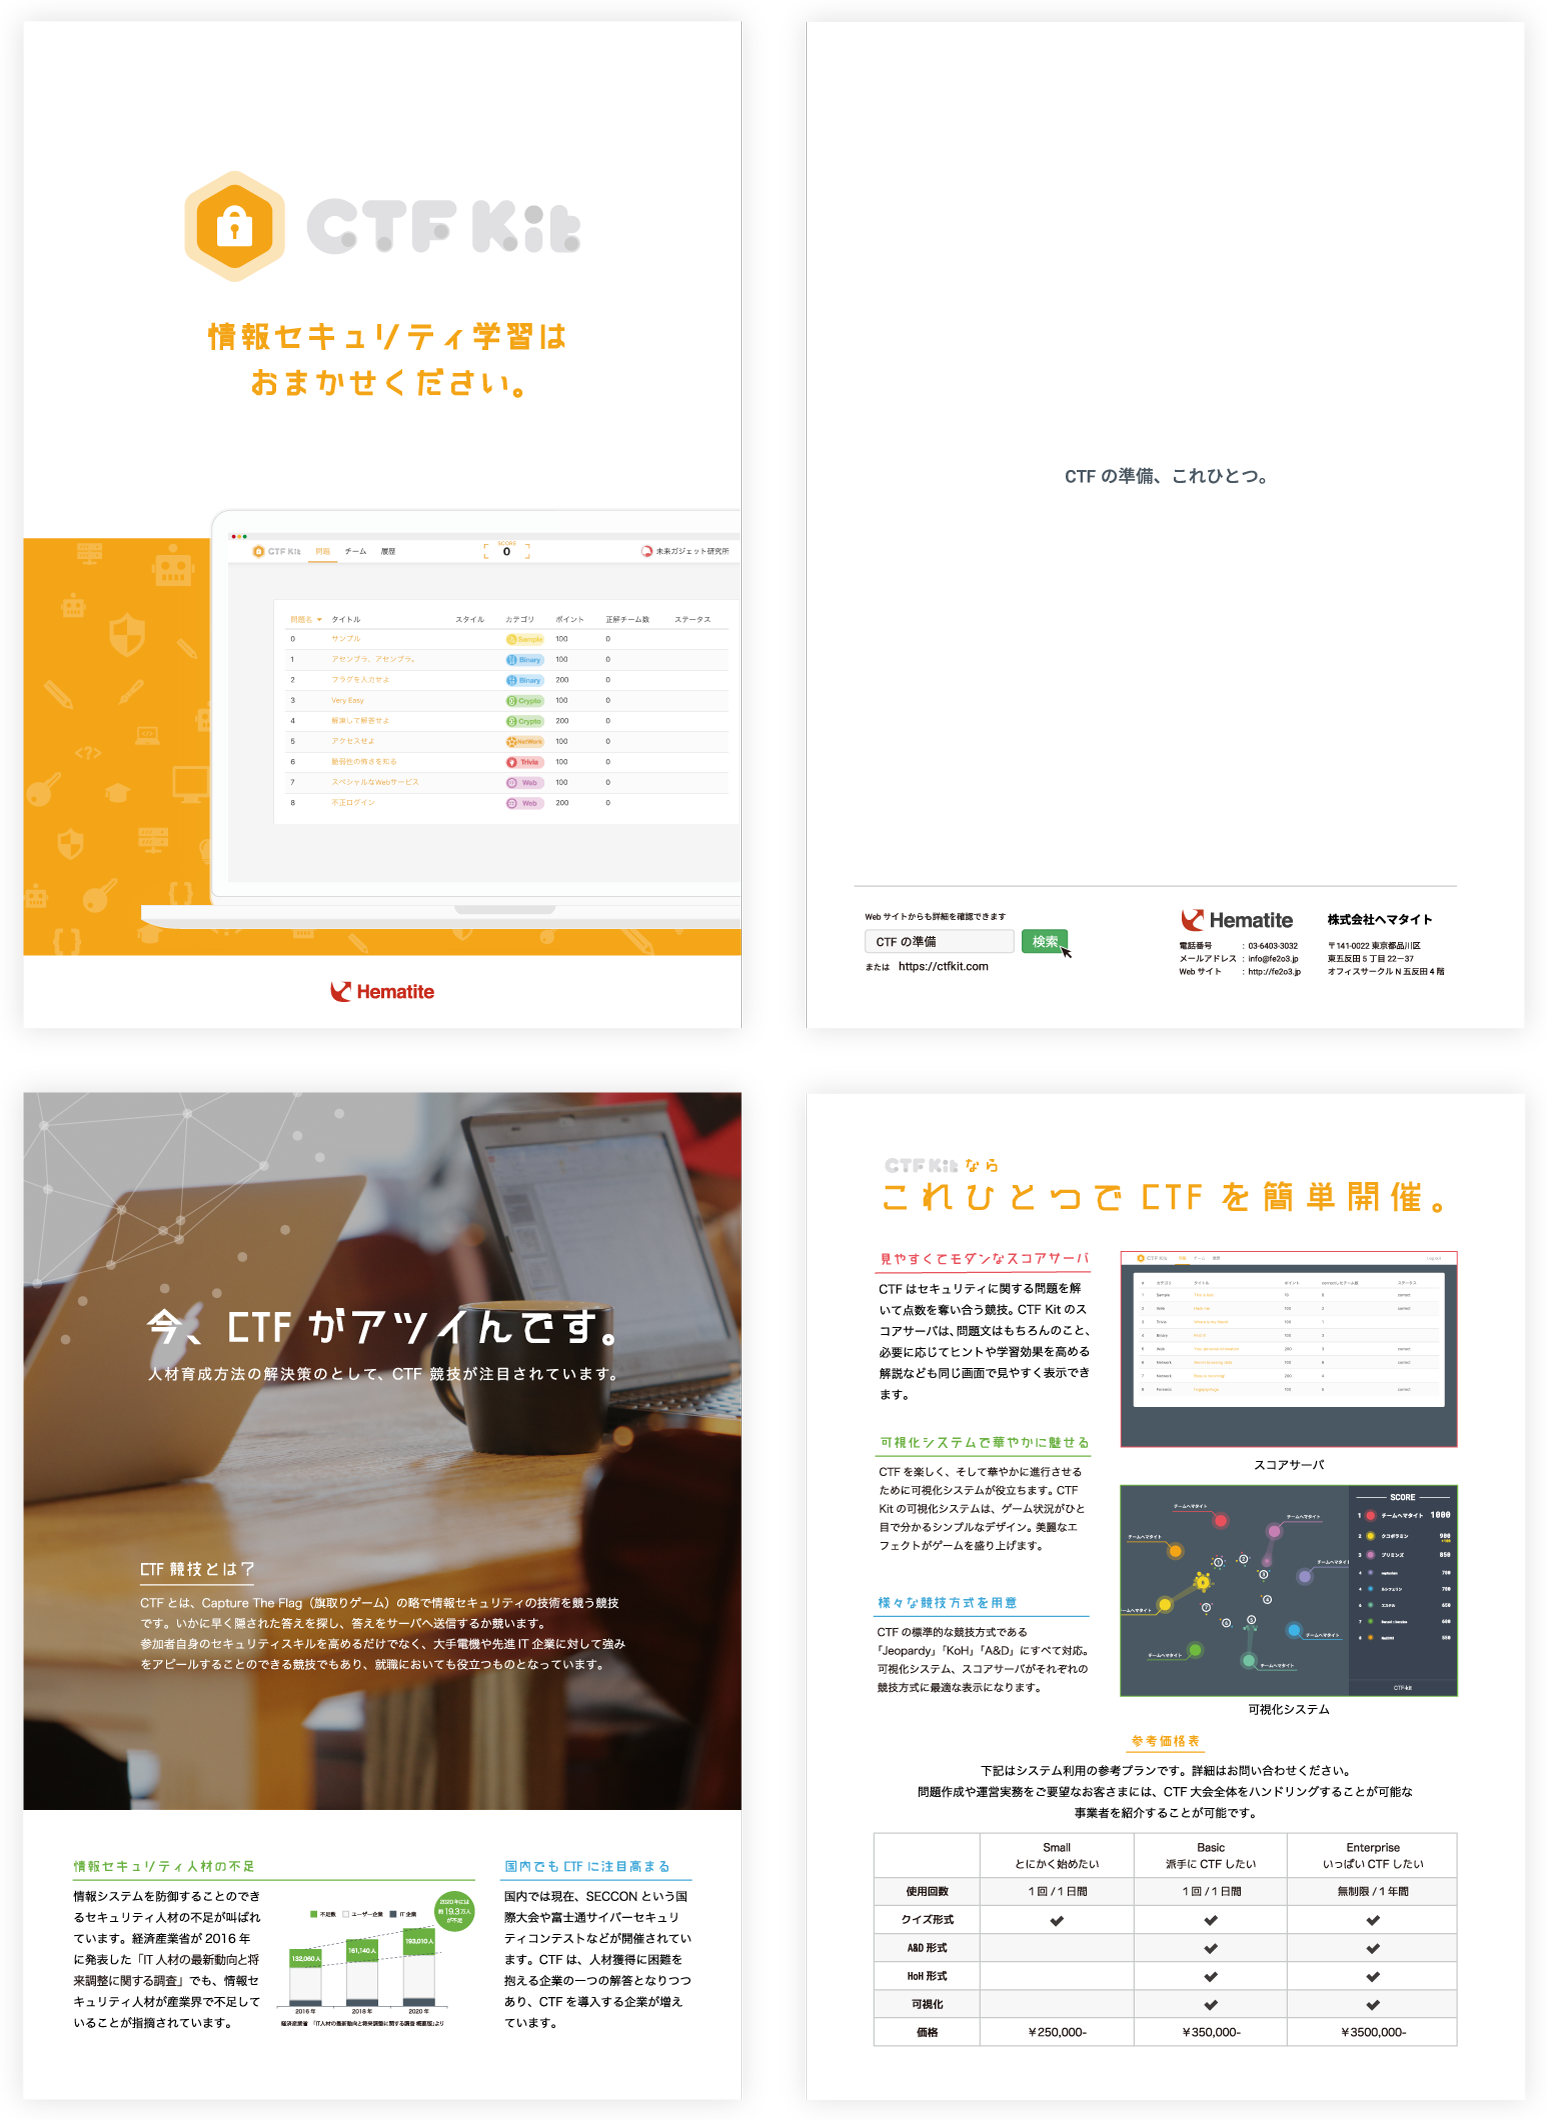 CTF Kit
情報セキュリティ学習は
おまかせください。
CTF Kit 問題 チーム 履歴 SCORE 0 未来ガジェット研究所
問題名 タイトル スタイル カテゴリ ポイント 正解チーム数 ステータス
0 サンプル Sample 100 0
1 アセンブラ、アセンブラ。 Binary 100 0
2 フラグを入力せよ Binary 200 0
3 Very Easy Crypto 100 0
4 解凍して解答せよ Crypto 200 0
5 アクセスせよ NetWork 100 0
6 脆弱性の怖さを知る Trivia 100 0
7 スペシャルなWebサービス Web 100 0
8 不正ログイン Web 200 0
Hematite
CTF の準備、これひとつ。
Web サイトからも詳細を確認できます
CTF の準備 検索
または https://ctfkit.com
Hematite
電話番号 : 03-6403-3032
メールアドレス : info@fe2o3.jp
Web サイト : http://fe2o3.jp
株式会社ヘマタイト
〒141-0022 東京都品川区
東五反田 5 丁目 22−37
オフィスサークル N 五反田 4 階
今、CTF がアツイんです。
人材育成方法の解決策のとして、CTF 競技が注目されています。
CTF 競技とは？
CTF とは、Capture The Flag（旗取りゲーム）の略で情報セキュリティの技術を競う競技
です。いかに早く隠された答えを探し、答えをサーバへ送信するか競います。
参加者自身のセキュリティスキルを高めるだけでなく、大手電機や先進 IT 企業に対して強み
をアピールすることのできる競技でもあり、就職においても役立つものとなっています。
情報セキュリティ人材の不足
情報システムを防御することのでき
るセキュリティ人材の不足が叫ばれ
ています。経済産業省が 2016 年
に発表した「IT 人材の最新動向と将
来調整に関する調査」でも、情報セ
キュリティ人材が産業界で不足して
いることが指摘されています。
2020 年には
約 19.3 万人
が不足
不足数 ユーザー企業 IT 企業
132,060 人 161,140 人 193,010 人
2016 年 2018 年 2020 年
経済産業省 「IT人材の最新動向と将来調整に関する調査 概要版」より
国内でも CTF に注目高まる
国内では現在、SECCON という国
際大会や富士通サイバーセキュリ
ティコンテストなどが開催されてい
ます。CTF は、人材獲得に困難を
抱える企業の一つの解答となりつつ
あり、CTF を導入する企業が増え
ています。
CTF Kit なら
これひとつで CTF を簡単開催。
見やすくてモダンなスコアサーバ
CTF はセキュリティに関する問題を解
いて点数を奪い合う競技。CTF Kit のス
コアサーバは、問題文はもちろんのこと、
必要に応じてヒントや学習効果を高める
解説なども同じ画面で見やすく表示でき
ます。
スコアサーバ
可視化システムで華やかに魅せる
CTF を楽しく、そして華やかに進行させる
ために可視化システムが役立ちます。CTF
Kit の可視化システムは、ゲーム状況がひと
目で分かるシンプルなデザイン。美麗なエ
フェクトがゲームを盛り上げます。
SCORE
1 チームヘマタイト 1000
2 クコボラミン 900
3 プリミンズ 850
CTF-kit
可視化システム
様々な競技方式を用意
CTF の標準的な競技方式である
「Jeopardy」「KoH」「A&D」にすべて対応。
可視化システム、スコアサーバがそれぞれの
競技方式に最適な表示になります。
参考価格表
下記はシステム利用の参考プランです。詳細はお問い合わせください。
問題作成や運営実務をご要望なお客さまには、CTF 大会全体をハンドリングすることが可能な
事業者を紹介することが可能です。
Small Basic Enterprise
とにかく始めたい 派手に CTF したい いっぱい CTF したい
使用回数 1 回 / 1 日間 1 回 / 1 日間 無制限 / 1 年間
クイズ形式 ✔ ✔ ✔
A&D 形式 ✔ ✔
HoH 形式 ✔ ✔
可視化 ✔ ✔
価格 ￥250,000- ￥350,000- ￥3500,000-